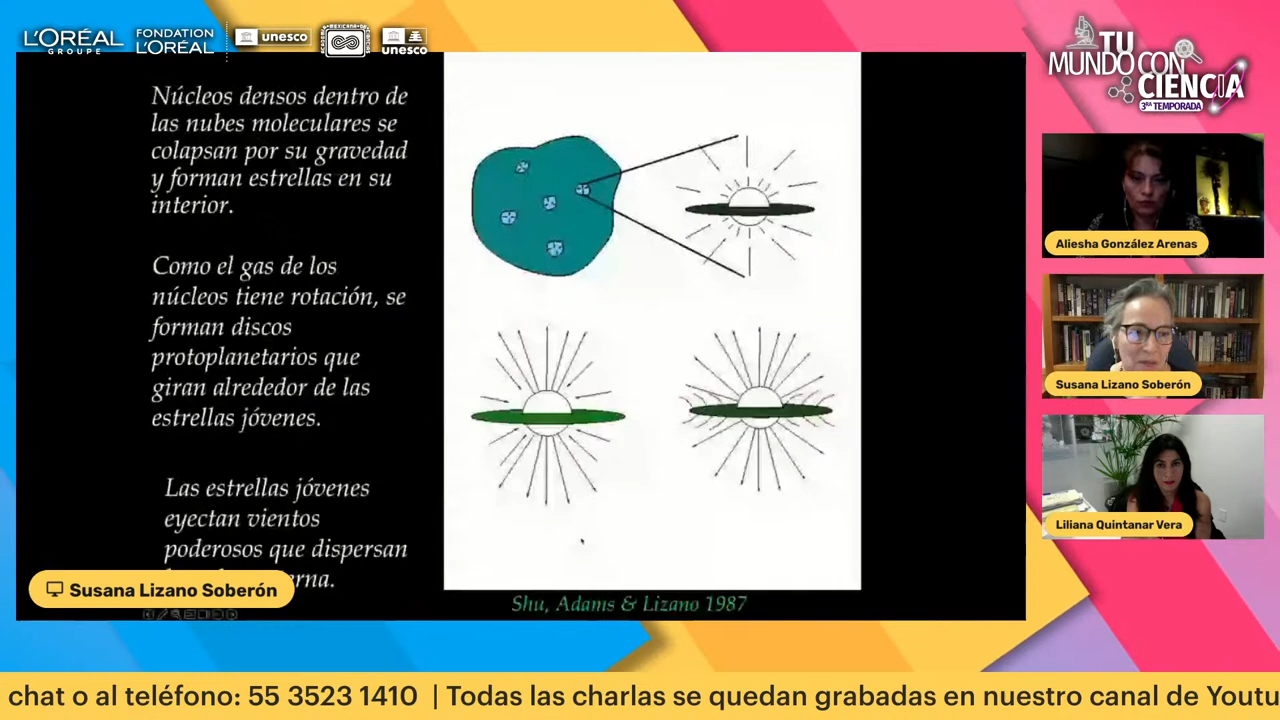 L'ORÉAL
GROUPE
FONDATION
L'ORÉAL
unesco
unesco
TU
MUNDO CON
CIENCIA
3RA TEMPORADA
Núcleos densos dentro de
las nubes moleculares se
colapsan por su gravedad
y forman estrellas en su
interior.
Como el gas de los
núcleos tiene rotación, se
forman discos
protoplanetarios que
giran alrededor de las
estrellas jóvenes.
Las estrellas jóvenes
eyectan vientos
poderosos que dispersan
Susana Lizano Soberón
Shu, Adams & Lizano 1987
Aliesha González Arenas
Susana Lizano Soberón
Liliana Quintanar Vera
chat o al teléfono: 55 3523 1410 | Todas las charlas se quedan grabadas en nuestro canal de Youtu